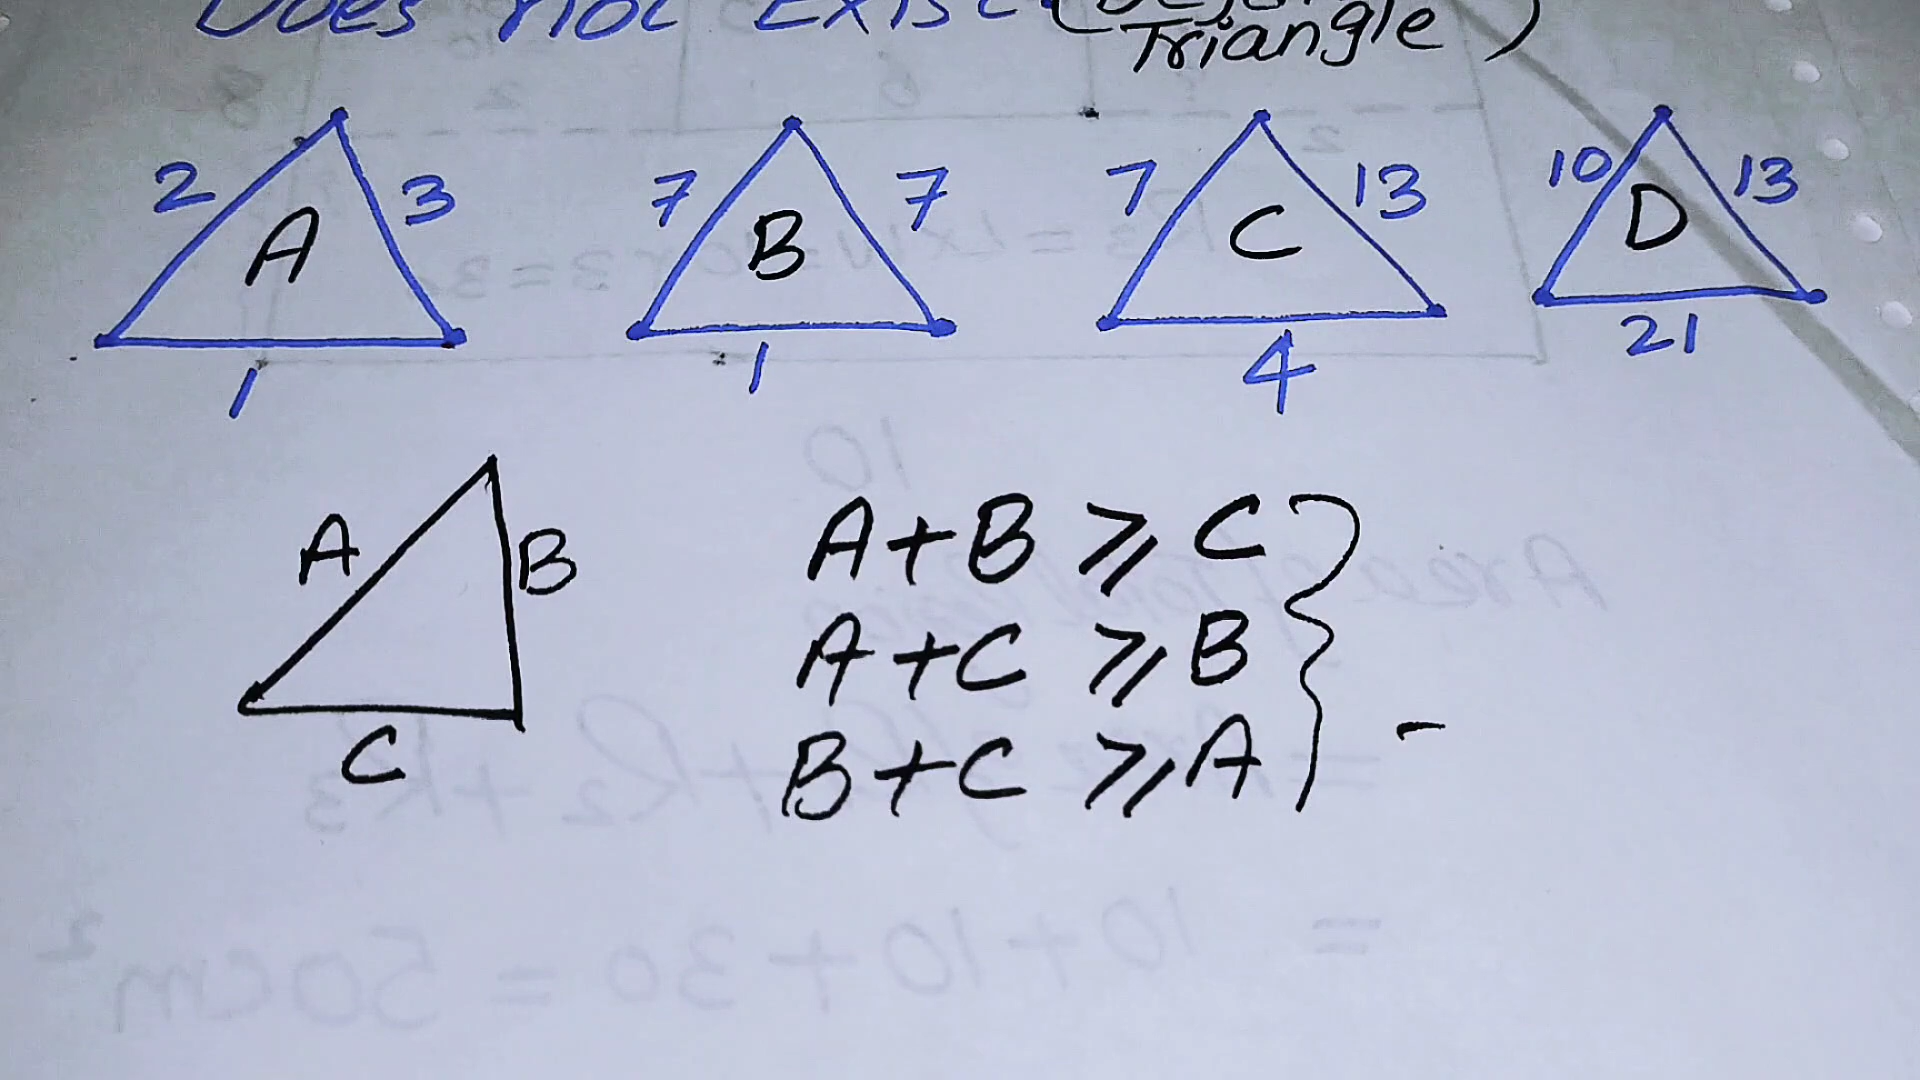 Does not Exist. (
Triangle)
2 A 3 7 B 7 7 C 13 10 D 13
1 1 4 21
A B A+B ⩾ C
A+C ⩾ B
C B+C ⩾ A -